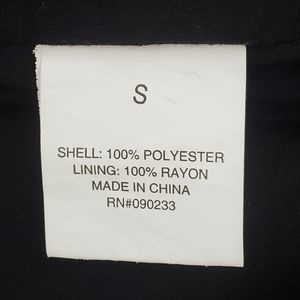 S
SHELL: 100% POLYESTER
LINING: 100% RAYON
MADE IN CHINA
RN#090233